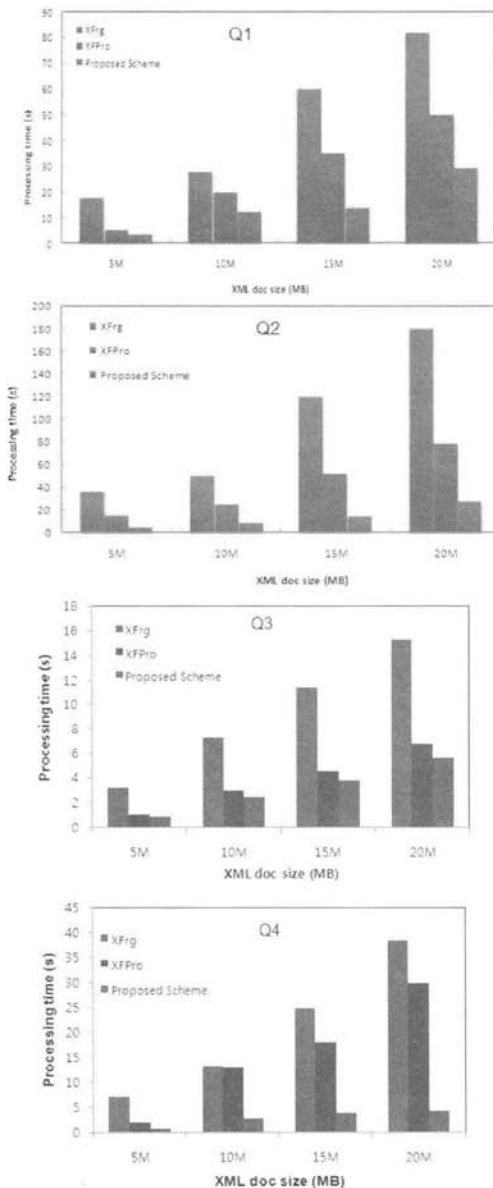 Q1
XFrg
XFPro
Proposed Scheme
Processing time (s)
90
80
70
60
50
40
30
20
10
0
5M
10M
15M
20M
XML doc size (MB)
Q2
XFrg
XFPro
Proposed Scheme
Processing time (s)
200
180
160
140
120
100
80
60
40
20
0
5M
10M
15M
20M
XML doc size (MB)
Q3
XFrg
XFPro
Proposed Scheme
Processing time (s)
18
16
14
12
10
8
6
4
2
0
5M
10M
15M
20M
XML doc size (MB)
Q4
XFrg
XFPro
Proposed Scheme
Processing time (s)
45
40
35
30
25
20
15
10
5
0
5M
10M
15M
20M
XML doc size (MB)